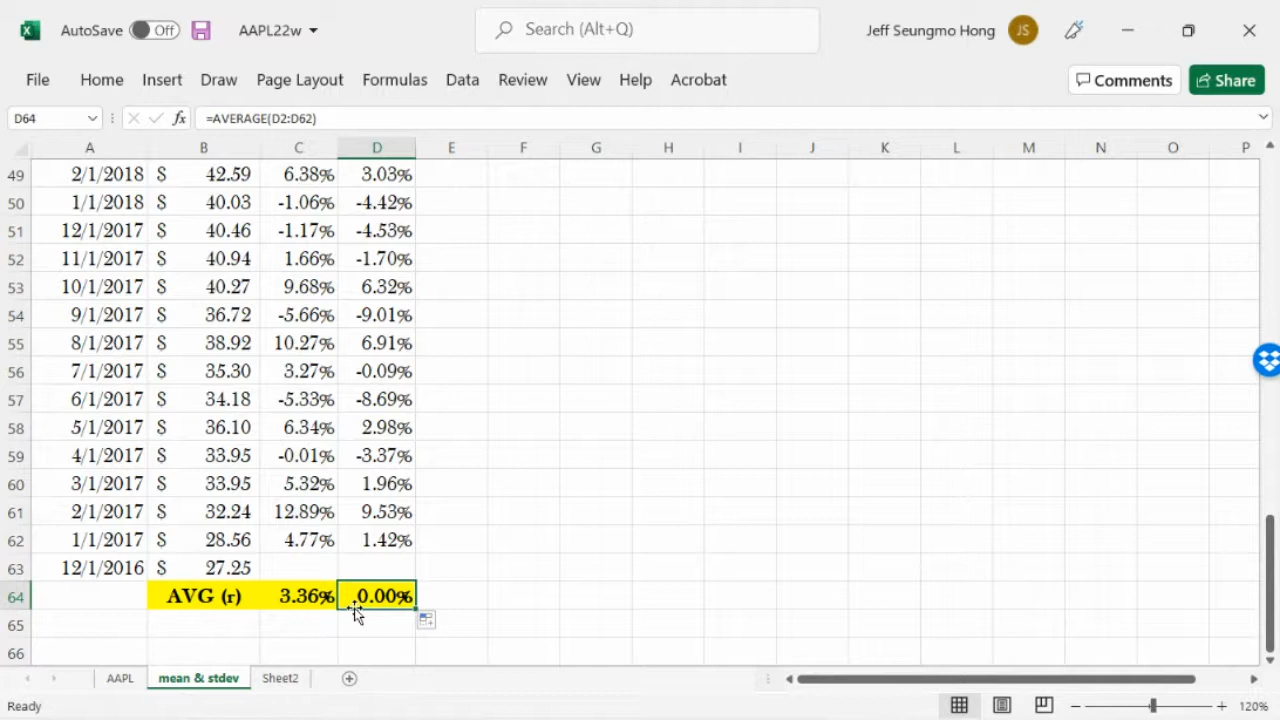 AutoSave Off AAPL22w Search (Alt+Q) Jeff Seungmo Hong JS
File Home Insert Draw Page Layout Formulas Data Review View Help Acrobat Comments Share
D64 fx =AVERAGE(D2:D62)
A B C D E F G H I J K L M N O P
49 2/1/2018 $ 42.59 6.38% 3.03%
50 1/1/2018 $ 40.03 -1.06% -4.42%
51 12/1/2017 $ 40.46 -1.17% -4.53%
52 11/1/2017 $ 40.94 1.66% -1.70%
53 10/1/2017 $ 40.27 9.68% 6.32%
54 9/1/2017 $ 36.72 -5.66% -9.01%
55 8/1/2017 $ 38.92 10.27% 6.91%
56 7/1/2017 $ 35.30 3.27% -0.09%
57 6/1/2017 $ 34.18 -5.33% -8.69%
58 5/1/2017 $ 36.10 6.34% 2.98%
59 4/1/2017 $ 33.95 -0.01% -3.37%
60 3/1/2017 $ 33.95 5.32% 1.96%
61 2/1/2017 $ 32.24 12.89% 9.53%
62 1/1/2017 $ 28.56 4.77% 1.42%
63 12/1/2016 $ 27.25
64 AVG (r) 3.36% 0.00%
65
66
AAPL mean & stdev Sheet2
Ready 120%